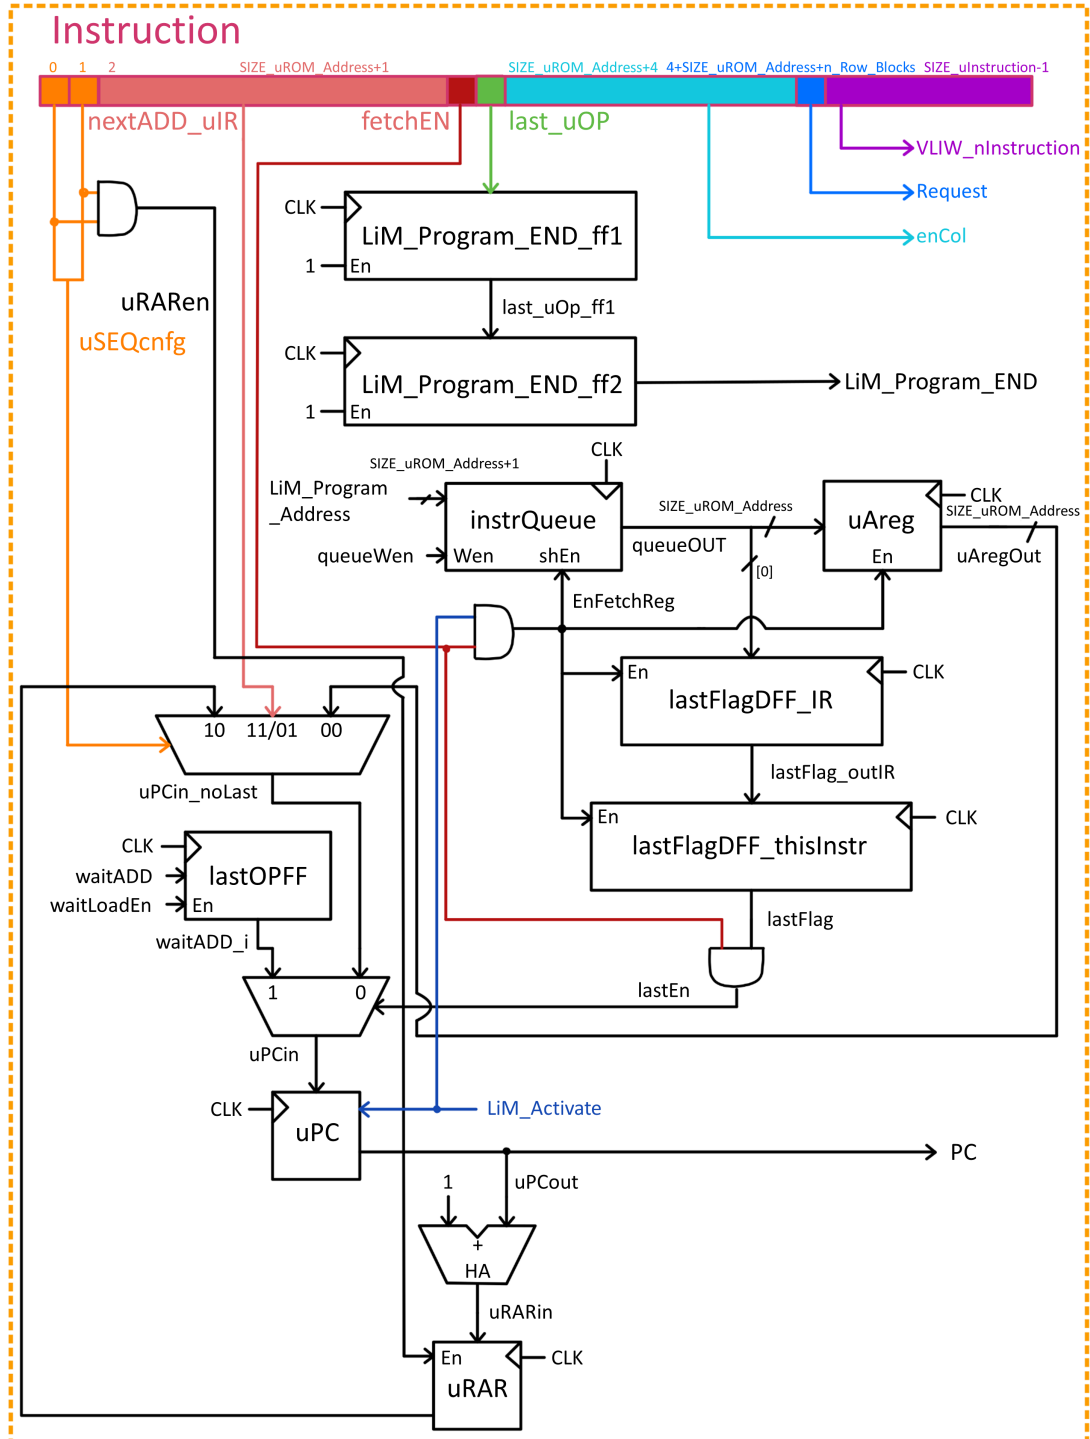 Instruction
0 1 2 SIZE_uROM_Address+1 SIZE_uROM_Address+4 4+SIZE_uROM_Address+n_Row_Blocks SIZE_uInstruction-1
nextADD_uIR fetchEN last_uOP
VLIW_nInstruction
Request
enCol
CLK
LiM_Program_END_ff1
1 En
uRARen
last_uOp_ff1
uSEQcnfg
CLK
LiM_Program_END_ff2
LiM_Program_END
1 En
CLK
SIZE_uROM_Address+1
LiM_Program
_Address
instrQueue
SIZE_uROM_Address
uAreg
CLK
SIZE_uROM_Address
queueWen
Wen shEn
queueOUT
En
uAregOut
[0]
EnFetchReg
En
CLK
lastFlagDFF_IR
10 11/01 00
lastFlag_outIR
uPCin_noLast
En
CLK
lastFlagDFF_thisInstr
CLK
waitADD
lastOPFF
waitLoadEn
En
lastFlag
waitADD_i
1 0
lastEn
uPCin
CLK
LiM_Activate
uPC
PC
1
uPCout
+
HA
uRARin
En
CLK
uRAR